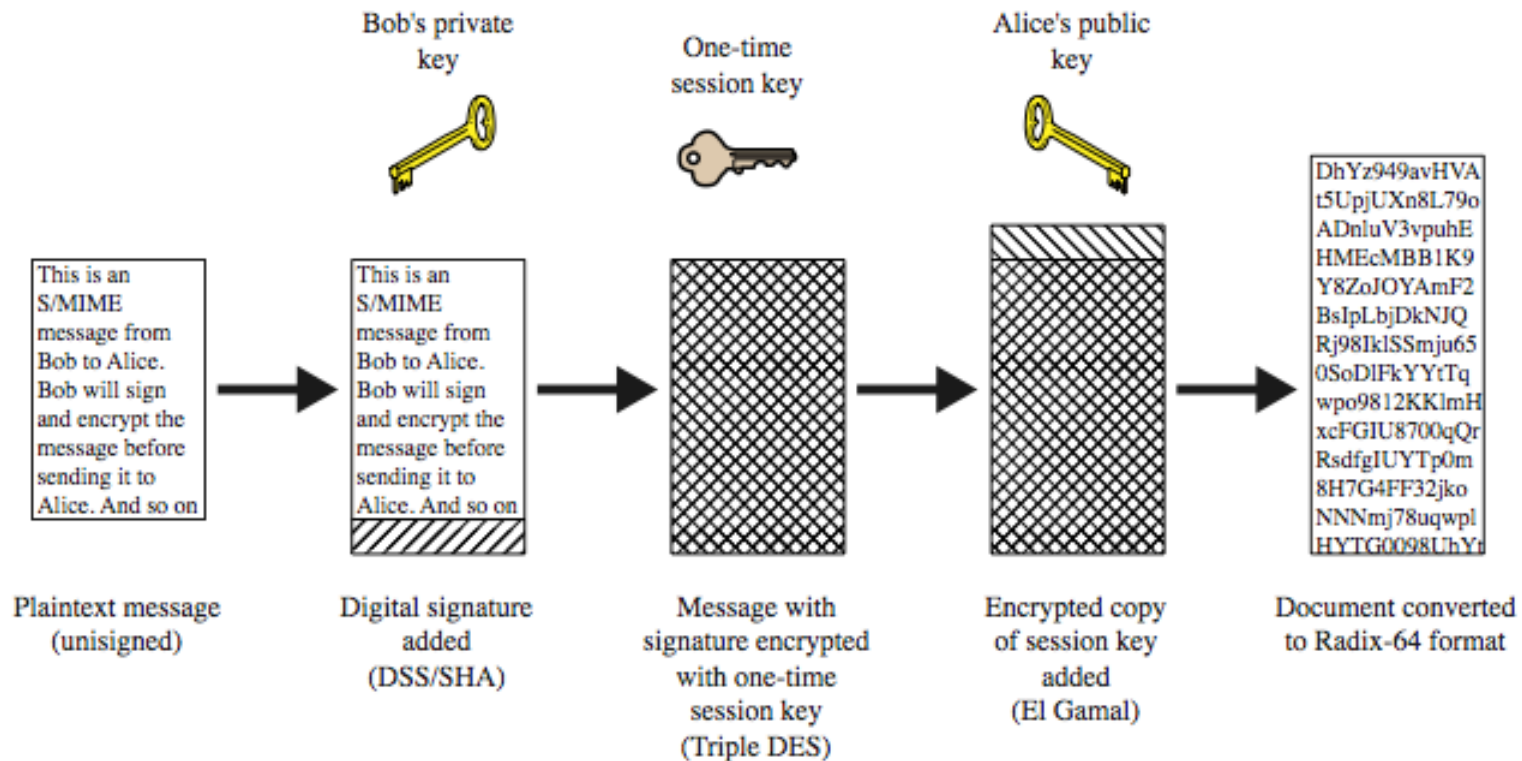 Bob's private
key
One-time
session key
Alice's public
key
This is an
S/MIME
message from
Bob to Alice.
Bob will sign
and encrypt the
message before
sending it to
Alice. And so on
This is an
S/MIME
message from
Bob to Alice.
Bob will sign
and encrypt the
message before
sending it to
Alice. And so on
DhYz949avHVA
t5UpjUXn8L79o
ADnluV3vpuhE
HMEcMBB1K9
Y8ZoJOYAmF2
BsIpLbjDkNJQ
Rj98IklSSmju65
0SoDlFkYYtTq
wpo9812KKlmH
xcFGIU8700qQr
RsdfgIUYTp0m
8H7G4FF32jko
NNNmj78uqwpl
HYTG0098UhYt
Plaintext message
(unisigned)
Digital signature
added
(DSS/SHA)
Message with
signature encrypted
with one-time
session key
(Triple DES)
Encrypted copy
of session key
added
(El Gamal)
Document converted
to Radix-64 format